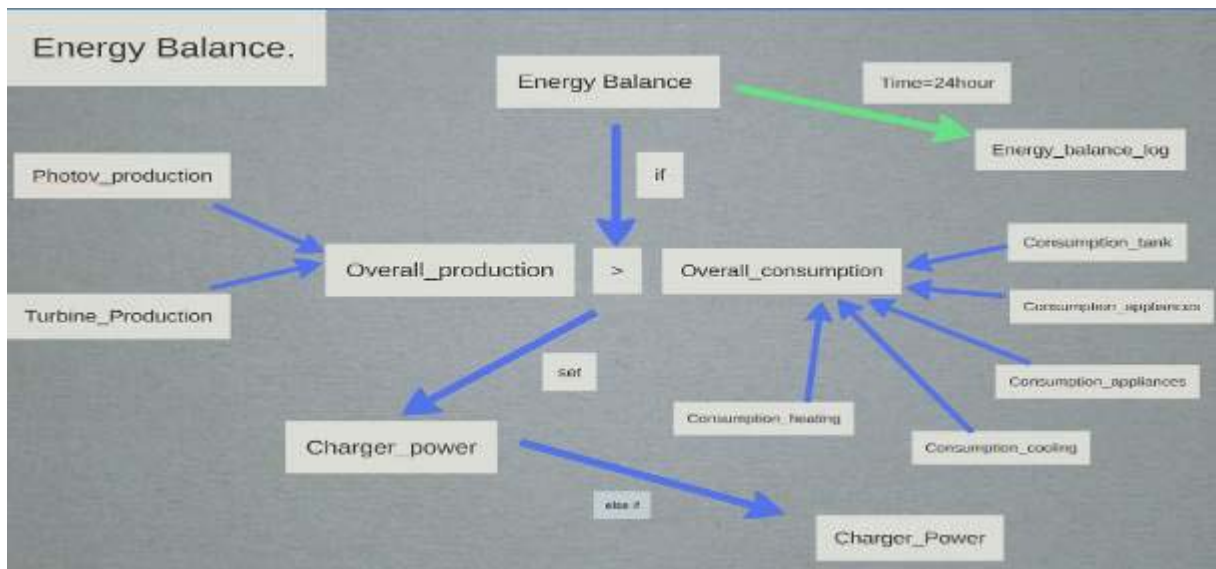 Energy Balance.
Energy Balance
Time=24hour
Energy_balance_log
if
Photov_production
Turbine_Production
Overall_production
>
Overall_consumption
Consumption_tank
Consumption_appliances
Consumption_appliances
Consumption_heating
Consumption_cooling
set
Charger_power
else if
Charger_Power